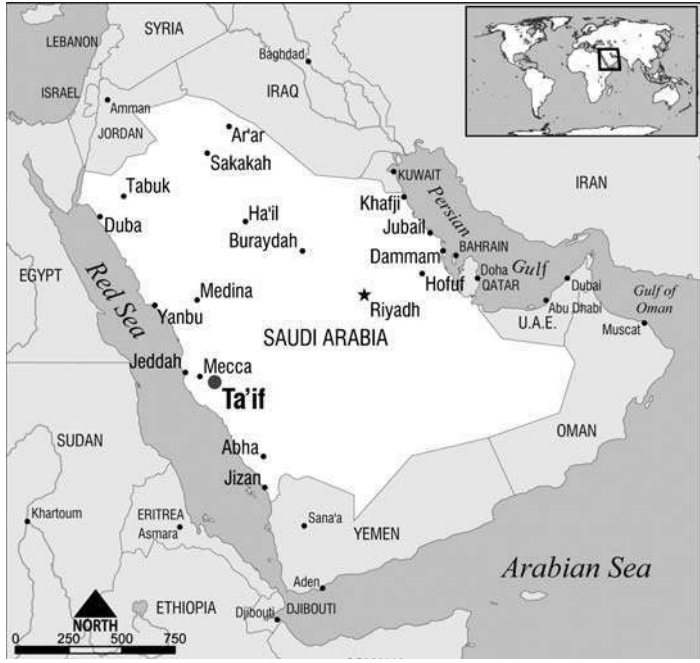 SYRIA
LEBANON
Baghdad
ISRAEL
Amman
IRAQ
JORDAN
Ar'ar
Sakakah
KUWAIT
IRAN
Tabuk
Khafji
Persian
Duba
Ha'il
Jubail
Buraydah
Dammam
BAHRAIN
EGYPT
Doha
Gulf
Dubai
Hofuf
QATAR
Red Sea
Medina
Abu Dhabi
Gulf of
Oman
Yanbu
Riyadh
U.A.E.
Muscat
SAUDI ARABIA
Jeddah
Mecca
Ta'if
SUDAN
OMAN
Abha
Jizan
Khartoum
ERITREA
Asmara
Sana'a
YEMEN
Arabian Sea
Aden
NORTH
ETHIOPIA
Djibouti
DJIBOUTI
0 250 500 750